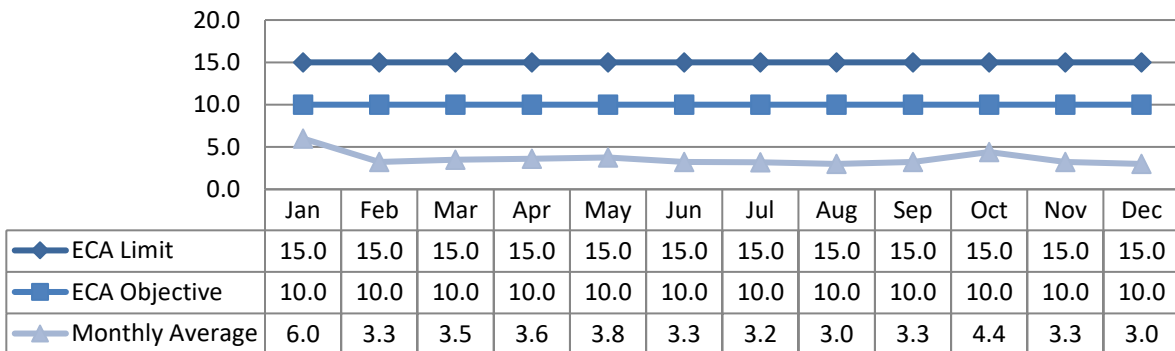 20.0
15.0
10.0
5.0
0.0
Jan Feb Mar Apr May Jun Jul Aug Sep Oct Nov Dec
ECA Limit 15.0 15.0 15.0 15.0 15.0 15.0 15.0 15.0 15.0 15.0 15.0 15.0
ECA Objective 10.0 10.0 10.0 10.0 10.0 10.0 10.0 10.0 10.0 10.0 10.0 10.0
Monthly Average 6.0 3.3 3.5 3.6 3.8 3.3 3.2 3.0 3.3 4.4 3.3 3.0